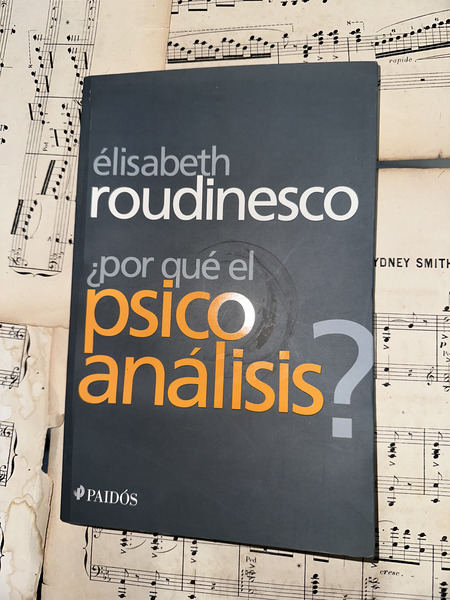 rapide.
élisabeth
roudinesco
YDNEY SMITH
¿por qué el
psico
análisis?
PAIDÓS